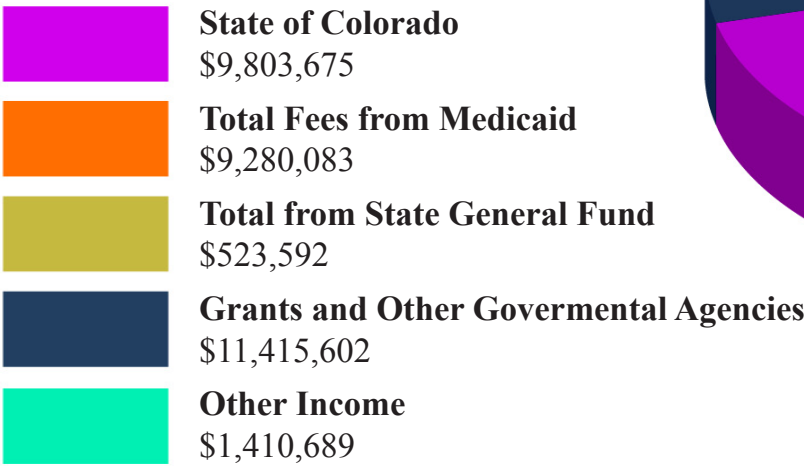 State of Colorado
$9,803,675
Total Fees from Medicaid
$9,280,083
Total from State General Fund
$523,592
Grants and Other Govermental Agencies
$11,415,602
Other Income
$1,410,689